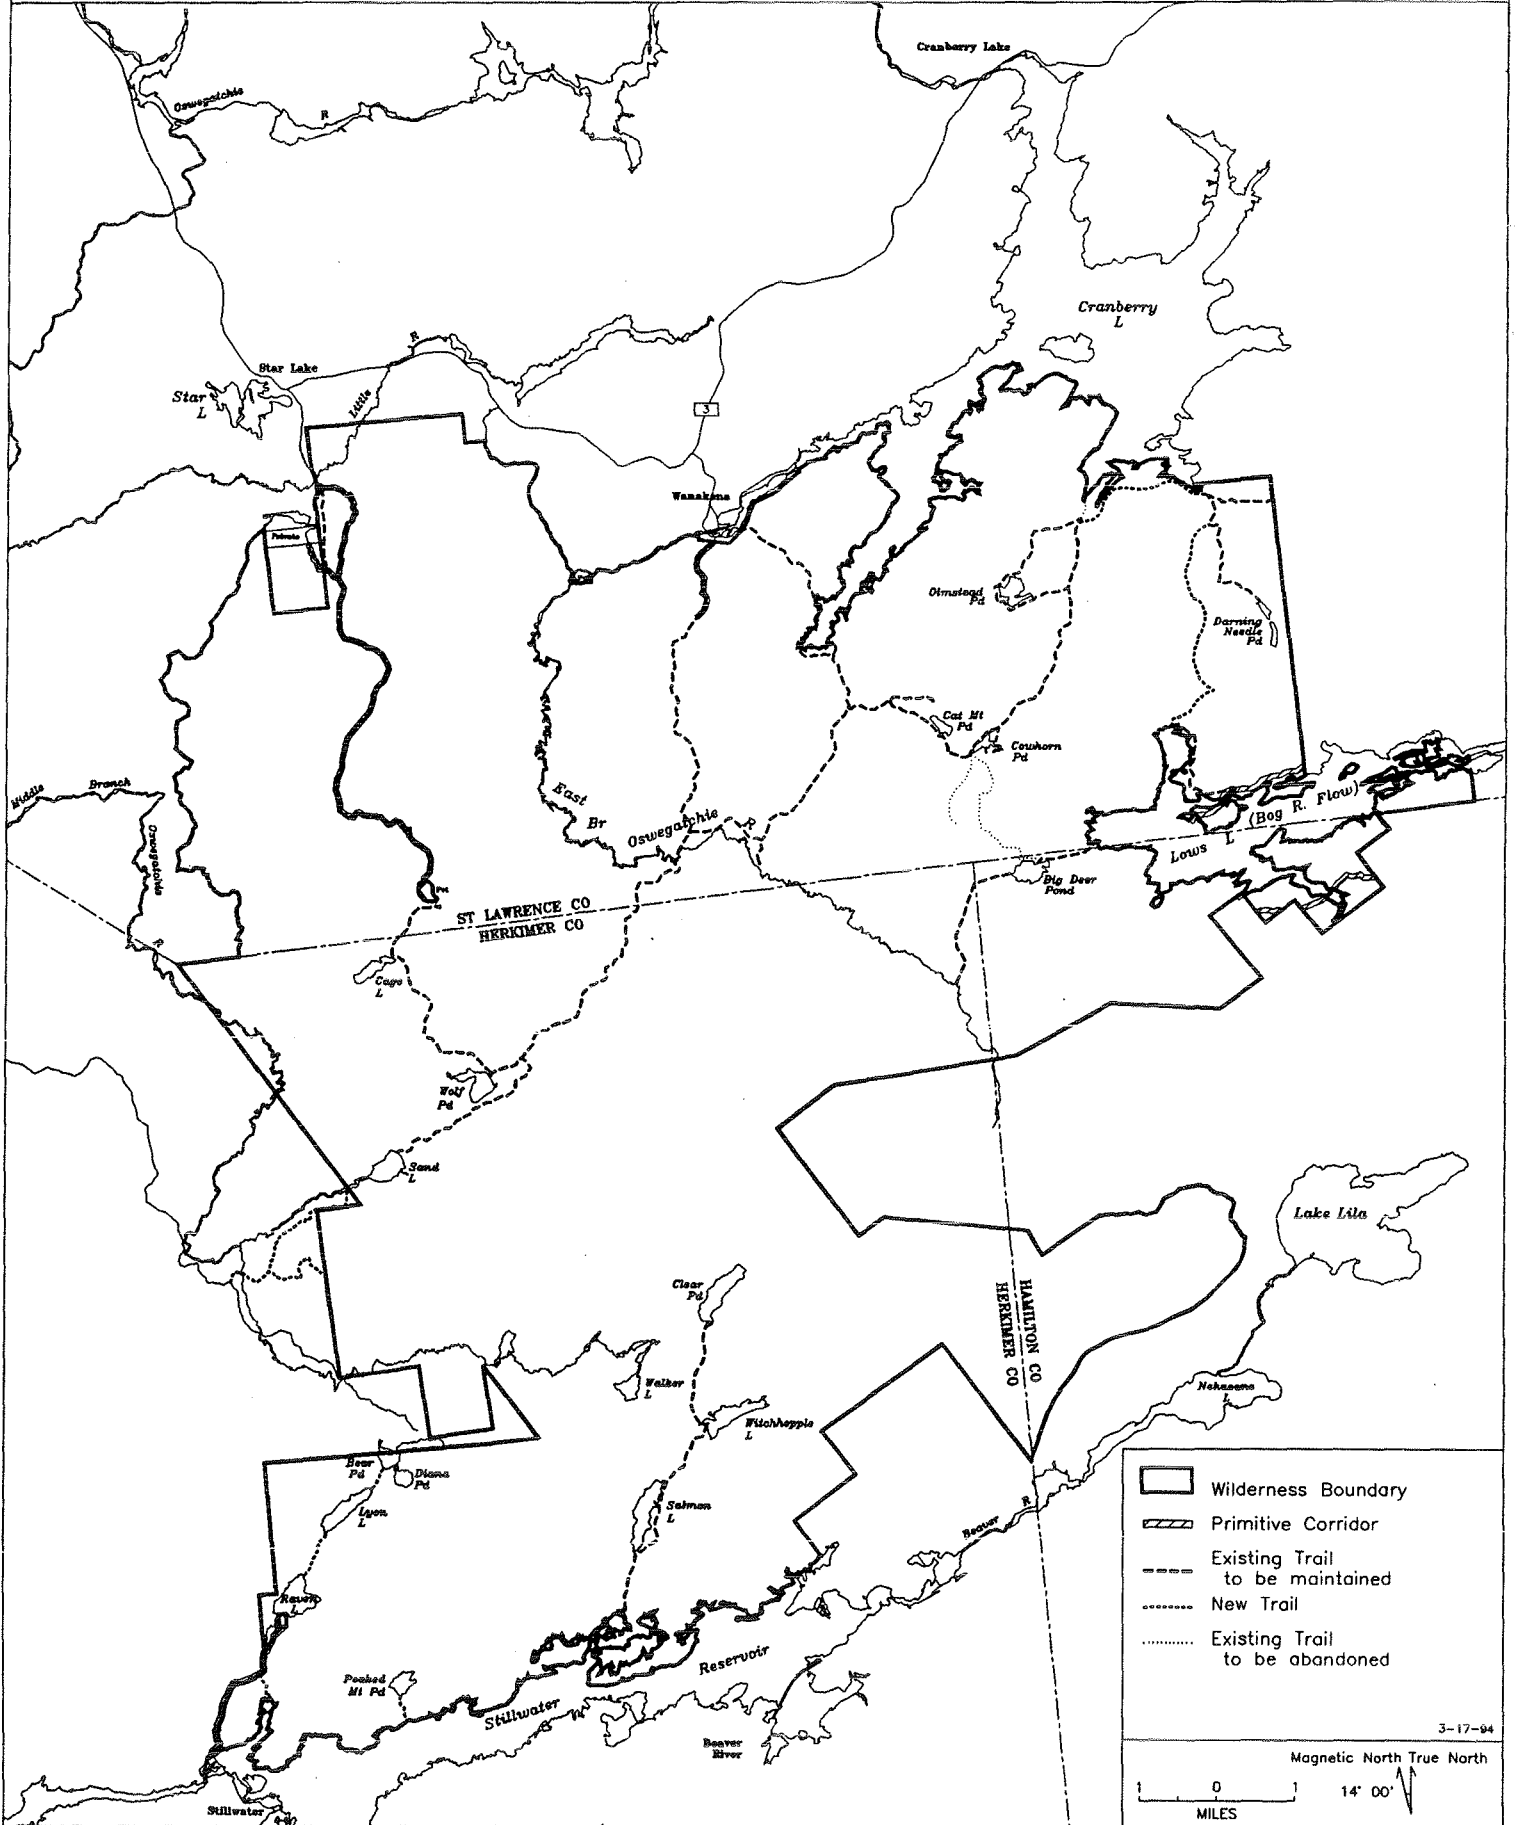 Cranberry Lake
Oswegatchie
R
Cranberry
L
R
Star Lake
Star
L
Little
3
Wanakena
Private
Olmstead
Pd
Darning
Needle
Pd
Cat Mt
Pd
Cowhorn
Pd
Middle
Branch
Oswegatchie
R
East
Br
Oswegatchie
R
Lows L
(Bog R. Flow)
Big Deer
Pond
Pvt
ST LAWRENCE CO
HERKIMER CO
Cage
L
Wolf
Pd
Sand
L
Lake Lila
Clear
Pd
HAMILTON CO
HERKIMER CO
Walker
L
Nehasane
L
Witchhopple
L
Bear
Pd
Diana
Pd
Lyon
L
Salmon
L
Beaver
R
Raven
L
Peaked
Mt Pd
Stillwater
Reservoir
Beaver
River
Stillwater
Wilderness Boundary
Primitive Corridor
Existing Trail
to be maintained
New Trail
Existing Trail
to be abandoned
3-17-94
Magnetic North True North
14° 00'
1 0 1
MILES